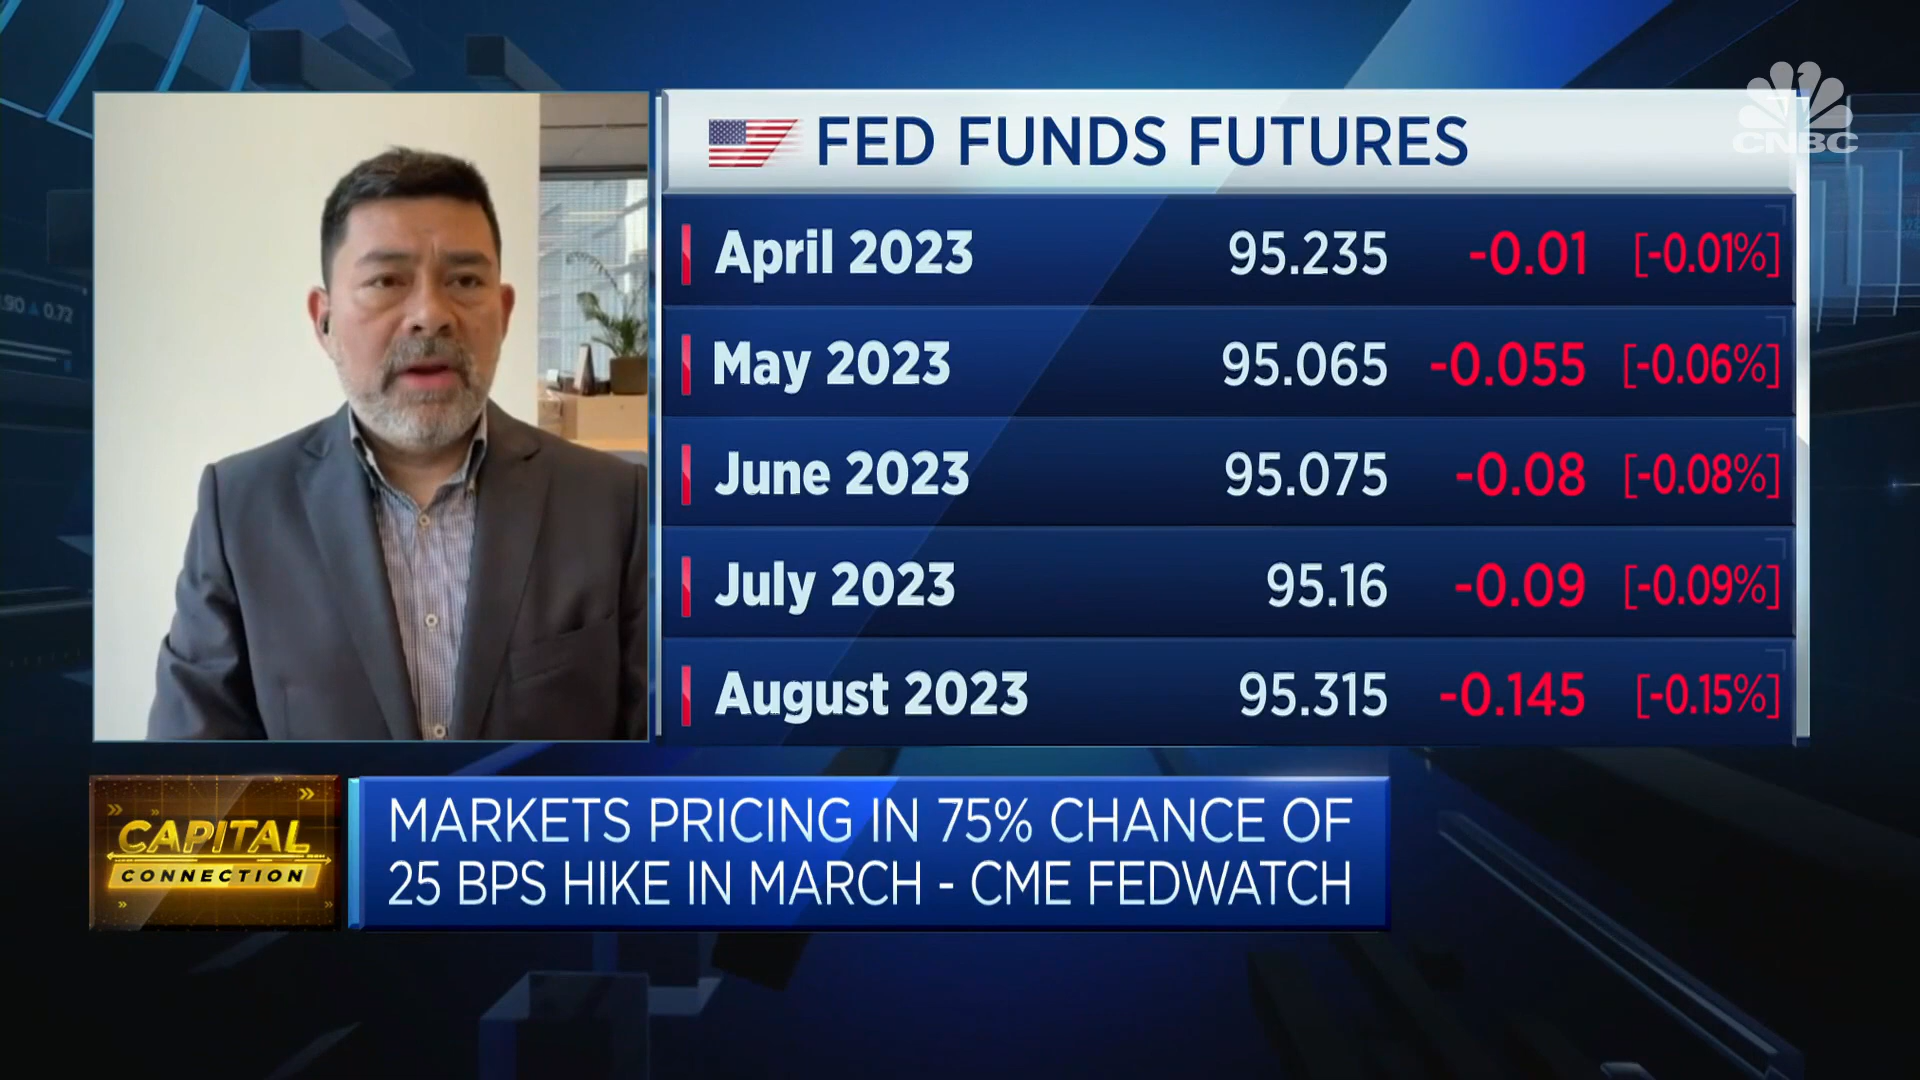 CNBC
FED FUNDS FUTURES
April 2023 95.235 -0.01 [-0.01%]
May 2023 95.065 -0.055 [-0.06%]
June 2023 95.075 -0.08 [-0.08%]
July 2023 95.16 -0.09 [-0.09%]
August 2023 95.315 -0.145 [-0.15%]
.90 ▲ 0.72
CAPITAL
CONNECTION
MARKETS PRICING IN 75% CHANCE OF
25 BPS HIKE IN MARCH - CME FEDWATCH